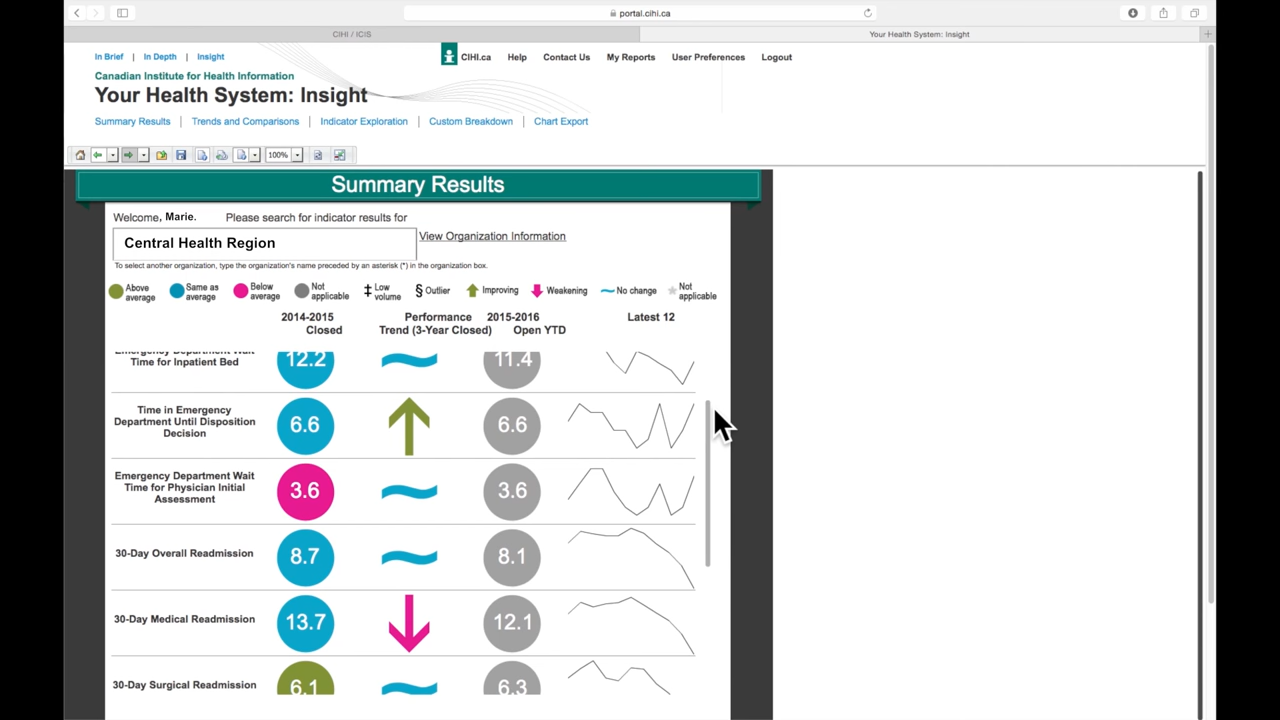 portal.cihi.ca
CIHI / ICIS
Your Health System: Insight
In Brief | In Depth | Insight
CIHI.ca Help Contact Us My Reports User Preferences Logout
Canadian Institute for Health Information
Your Health System: Insight
Summary Results | Trends and Comparisons | Indicator Exploration | Custom Breakdown | Chart Export
100%
Summary Results
Welcome, Marie. Please search for indicator results for
Central Health Region
View Organization Information
To select another organization, type the organization's name preceded by an asterisk (*) in the organization box.
Above average
Same as average
Below average
Not applicable
‡ Low volume
§ Outlier
Improving
Weakening
No change
* Not applicable
2014-2015 Closed
Performance Trend (3-Year Closed)
2015-2016 Open YTD
Latest 12
Emergency Department Wait
Time for Inpatient Bed
12.2
11.4
Time in Emergency
Department Until Disposition
Decision
6.6
6.6
Emergency Department Wait
Time for Physician Initial
Assessment
3.6
3.6
30-Day Overall Readmission
8.7
8.1
30-Day Medical Readmission
13.7
12.1
30-Day Surgical Readmission
6.1
6.3